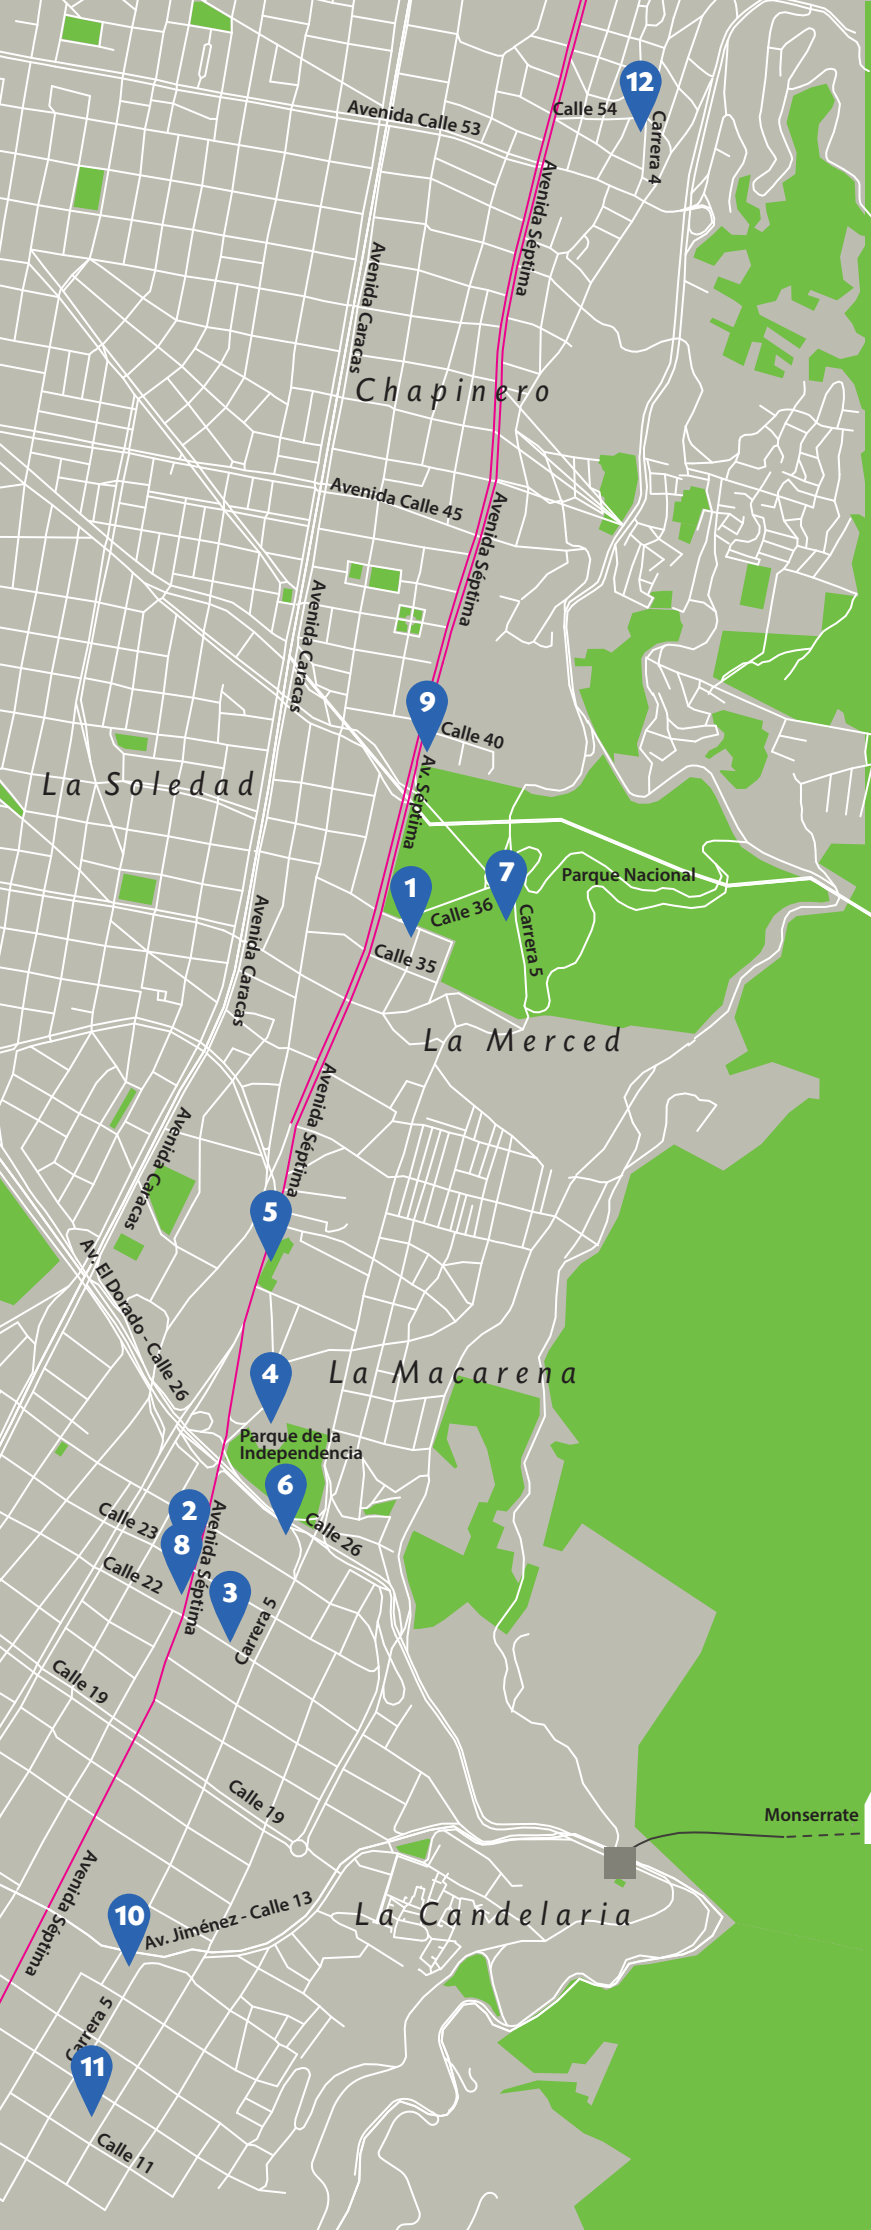 12
Calle 54
Avenida Calle 53
Carrera 4
Avenida Séptima
Avenida Caracas
Chapinero
Avenida Calle 45
Avenida Séptima
Avenida Caracas
9
Calle 40
La Soledad
Av. Séptima
7
Parque Nacional
1
Calle 36
Carrera 5
Avenida Caracas
Calle 35
La Merced
Avenida Séptima
Avenida Caracas
5
Av. El Dorado - Calle 26
4
La Macarena
Parque de la
Independencia
6
2
Calle 23
Avenida Séptima
Calle 26
8
Calle 22
3
Carrera 5
Calle 19
Calle 19
Monserrate
Avenida Séptima
10
Av. Jiménez - Calle 13
La Candelaria
Carrera 5
11
Calle 11